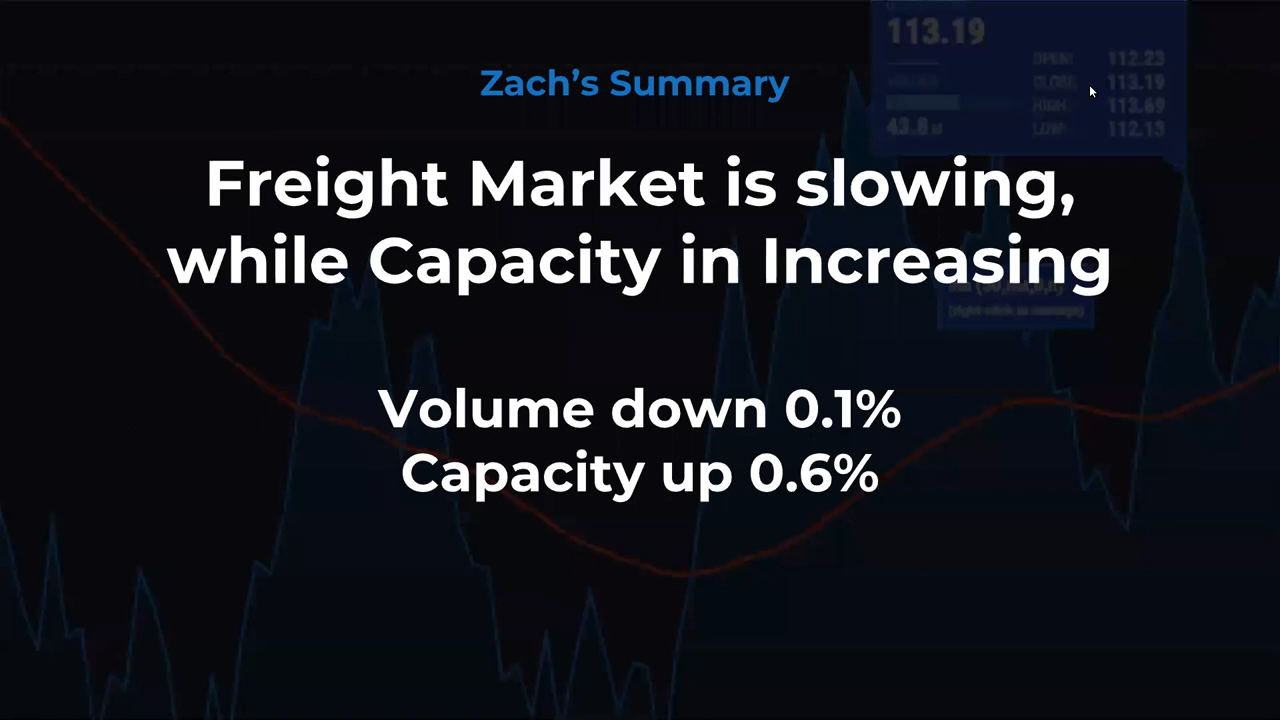 113.19
Zach's Summary
OPEN: 112.23
CLOSE: 113.19
HIGH: 113.69
LOW: 112.13
43.8 M
Freight Market is slowing,
while Capacity in Increasing
Volume down 0.1%
Capacity up 0.6%